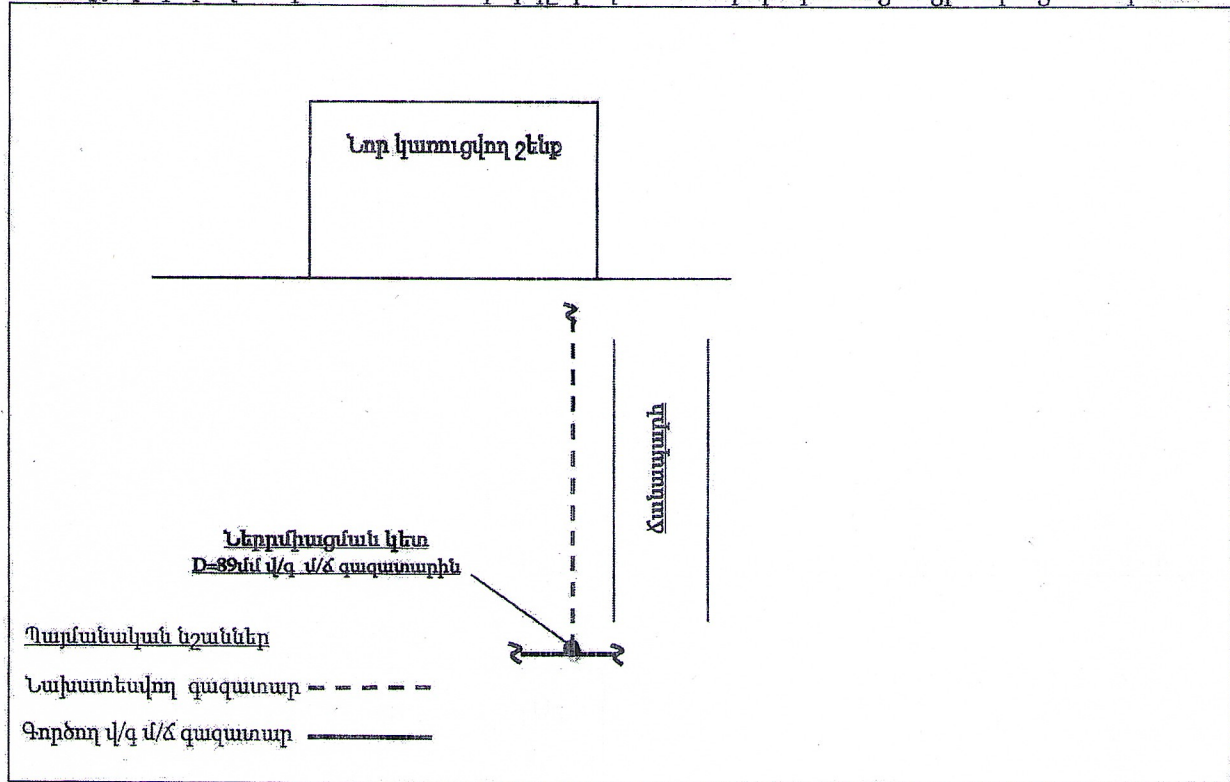 Նոր կառուցվող շենք
Ճանապարհ
Ներմիացման կետ
D=89մմ վ/գ մ/ճ գազատարին
Պայմանական նշաններ
Նախատեսվող գազատար
Գործող վ/գ մ/ճ գազատար